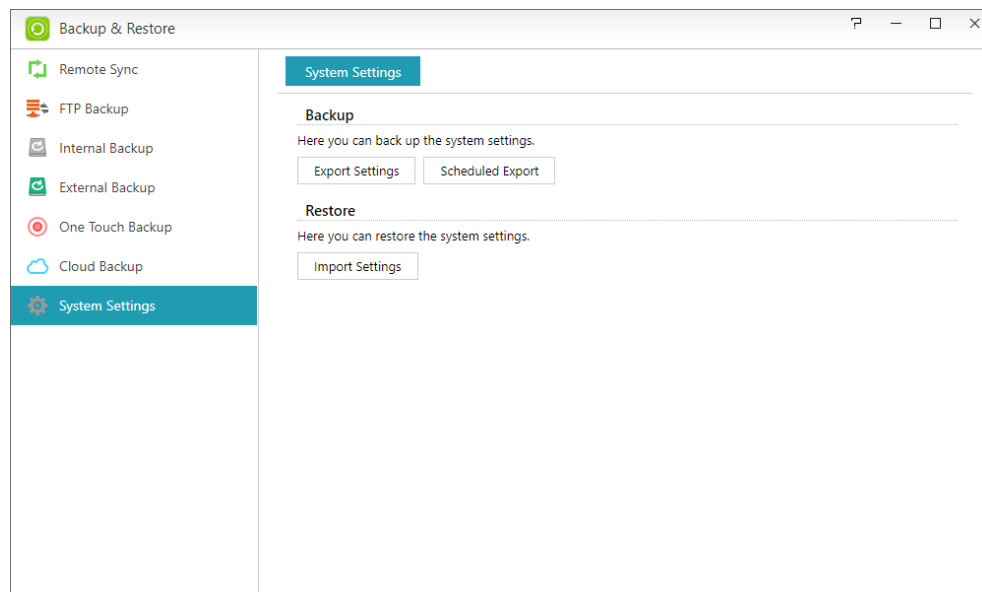 Backup & Restore
?
Remote Sync
FTP Backup
Internal Backup
External Backup
One Touch Backup
Cloud Backup
System Settings
System Settings
Backup
Here you can back up the system settings.
Export Settings
Scheduled Export
Restore
Here you can restore the system settings.
Import Settings